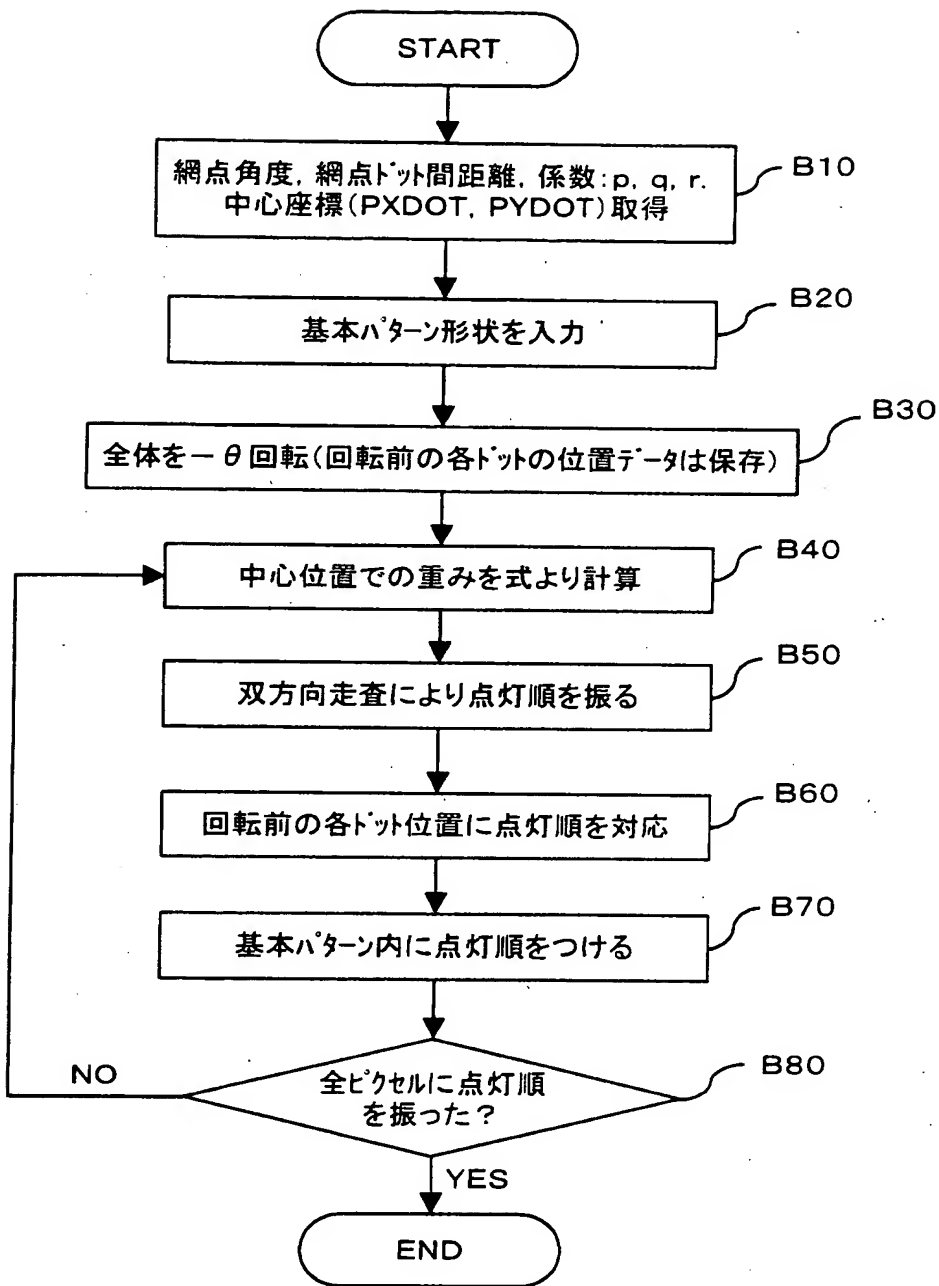 START
網点角度, 網点ドット間距離, 係数:p, q, r.
中心座標(PXDOT, PYDOT)取得
B10
基本パターン形状を入力
B20
全体を－θ回転(回転前の各ドットの位置データは保存)
B30
中心位置での重みを式より計算
B40
双方向走査により点灯順を振る
B50
回転前の各ドット位置に点灯順を対応
B60
基本パターン内に点灯順をつける
B70
全ピクセルに点灯順
を振った?
B80
NO
YES
END